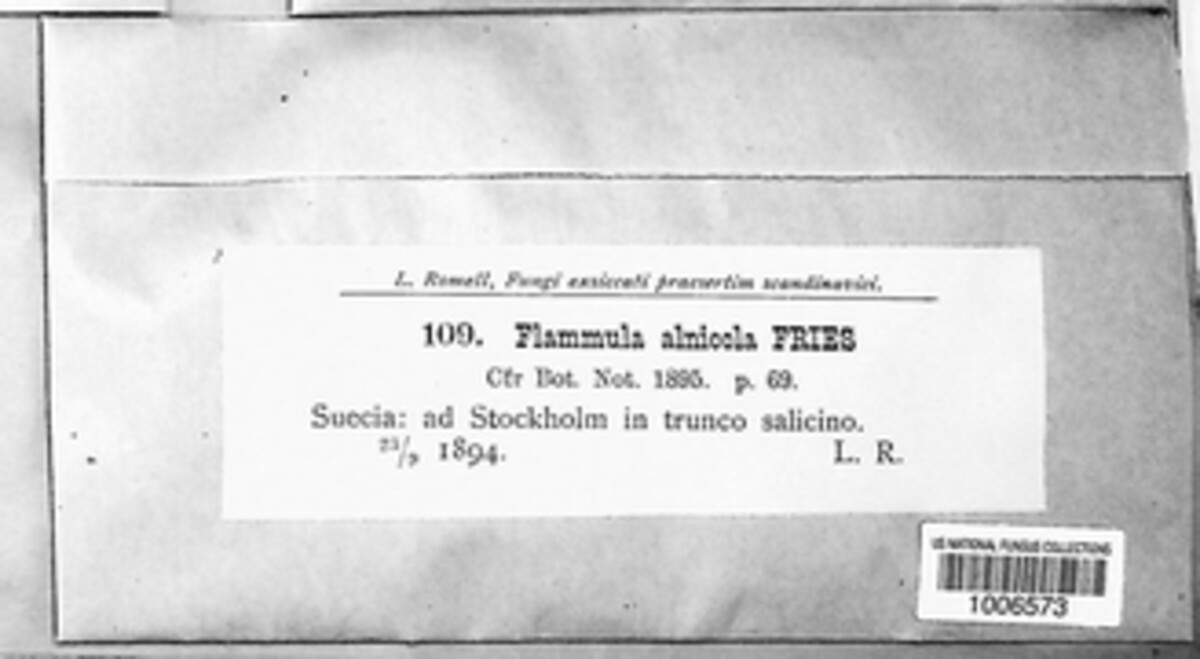 L. Romell, Fungi exsiccati praesertim scandinavici.
109. Flammula alnicola FRIES
Cfr Bot. Not. 1895. p. 69.
Suecia: ad Stockholm in trunco salicino.
23/9 1894. L. R.
US NATIONAL FUNGUS COLLECTIONS
1006573